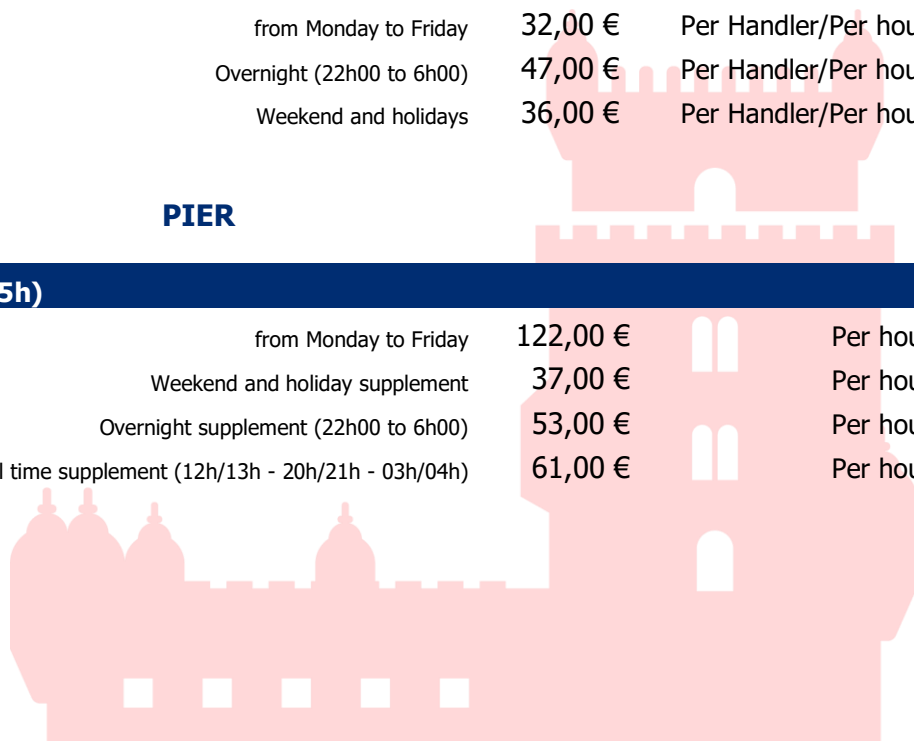 from Monday to Friday 32,00 € Per Handler/Per hou
Overnight (22h00 to 6h00) 47,00 € Per Handler/Per hou
Weekend and holidays 36,00 € Per Handler/Per hou
PIER
5h)
from Monday to Friday 122,00 € Per hou
Weekend and holiday supplement 37,00 € Per hou
Overnight supplement (22h00 to 6h00) 53,00 € Per hou
l time supplement (12h/13h - 20h/21h - 03h/04h) 61,00 € Per hou